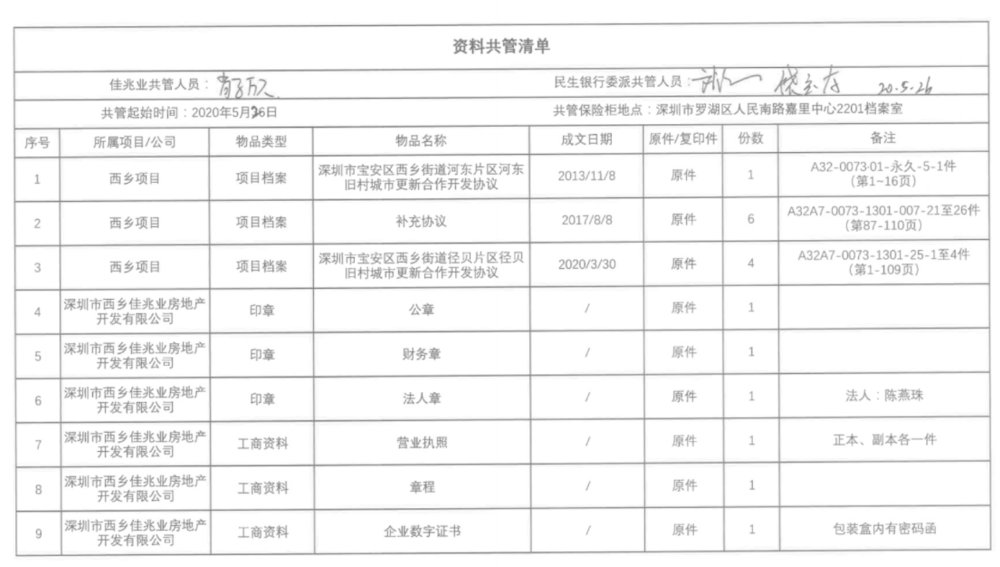 资料共管清单
佳兆业共管人员： 民生银行委派共管人员： 20.5.26
共管起始时间：2020年5月26日 共管保险柜地点：深圳市罗湖区人民南路嘉里中心2201档案室
序号 所属项目/公司 物品类型 物品名称 成文日期 原件/复印件 份数 备注
1 西乡项目 项目档案 深圳市宝安区西乡街道河东片区河东
旧村城市更新合作开发协议 2013/11/8 原件 1 A32-0073-01-永久-5-1件
（第1~16页）
2 西乡项目 项目档案 补充协议 2017/8/8 原件 6 A32A7-0073-1301-007-21至26件
（第87-110页）
3 西乡项目 项目档案 深圳市宝安区西乡街道径贝片区径贝
旧村城市更新合作开发协议 2020/3/30 原件 4 A32A7-0073-1301-25-1至4件
（第1-109页）
4 深圳市西乡佳兆业房地产
开发有限公司 印章 公章 / 原件 1
5 深圳市西乡佳兆业房地产
开发有限公司 印章 财务章 / 原件 1
6 深圳市西乡佳兆业房地产
开发有限公司 印章 法人章 / 原件 1 法人：陈燕珠
7 深圳市西乡佳兆业房地产
开发有限公司 工商资料 营业执照 / 原件 1 正本、副本各一件
8 深圳市西乡佳兆业房地产
开发有限公司 工商资料 章程 / 原件 1
9 深圳市西乡佳兆业房地产
开发有限公司 工商资料 企业数字证书 / 原件 1 包装盒内有密码函